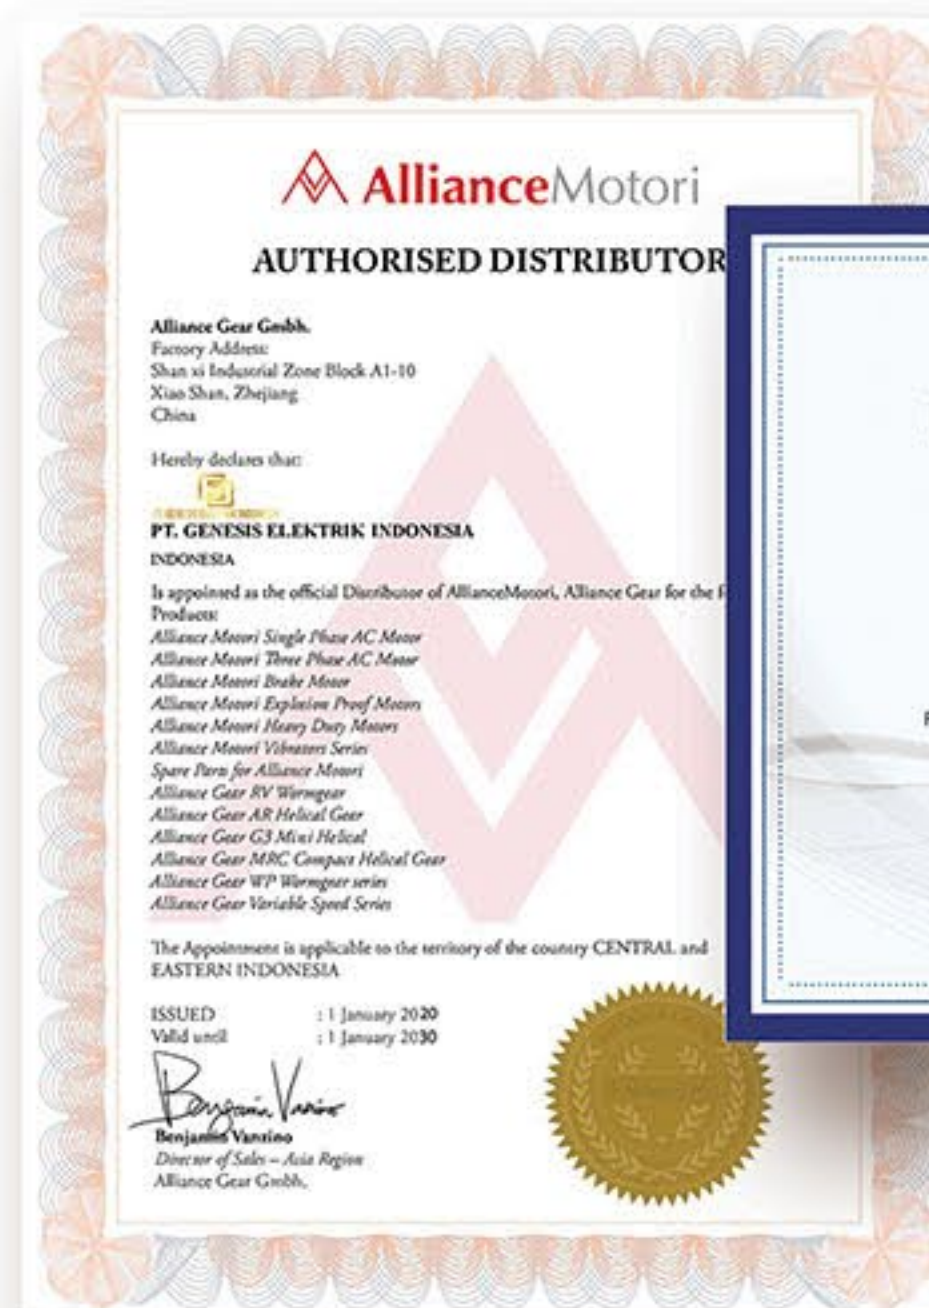 AllianceMotori
AUTHORISED DISTRIBUTOR
Alliance Gear Gmbh.
Factory Address:
Shan xi Industrial Zone Block A1-10
Xiao Shan, Zhejiang
China
Hereby declares that:
PT. GENESIS ELEKTRIK INDONESIA
INDONESIA
Is appointed as the official Distributor of AllianceMotori, Alliance Gear for the
Products:
Alliance Motori Single Phase AC Motor
Alliance Motori Three Phase AC Motor
Alliance Motori Brake Motor
Alliance Motori Explosion Proof Motors
Alliance Motori Heavy Duty Motors
Alliance Motori Vibrators Series
Spare Parts for Alliance Motori
Alliance Gear RV Wormgear
Alliance Gear AR Helical Gear
Alliance Gear G3 Mini Helical
Alliance Gear MRC Compact Helical Gear
Alliance Gear WP Wormgear series
Alliance Gear Variable Speed Series
The Appointment is applicable to the territory of the country CENTRAL and
EASTERN INDONESIA
ISSUED : 1 January 2020
Valid until : 1 January 2030
Benjamin Vanzino
Benjamin Vanzino
Director of Sales – Asia Region
Alliance Gear Gmbh,